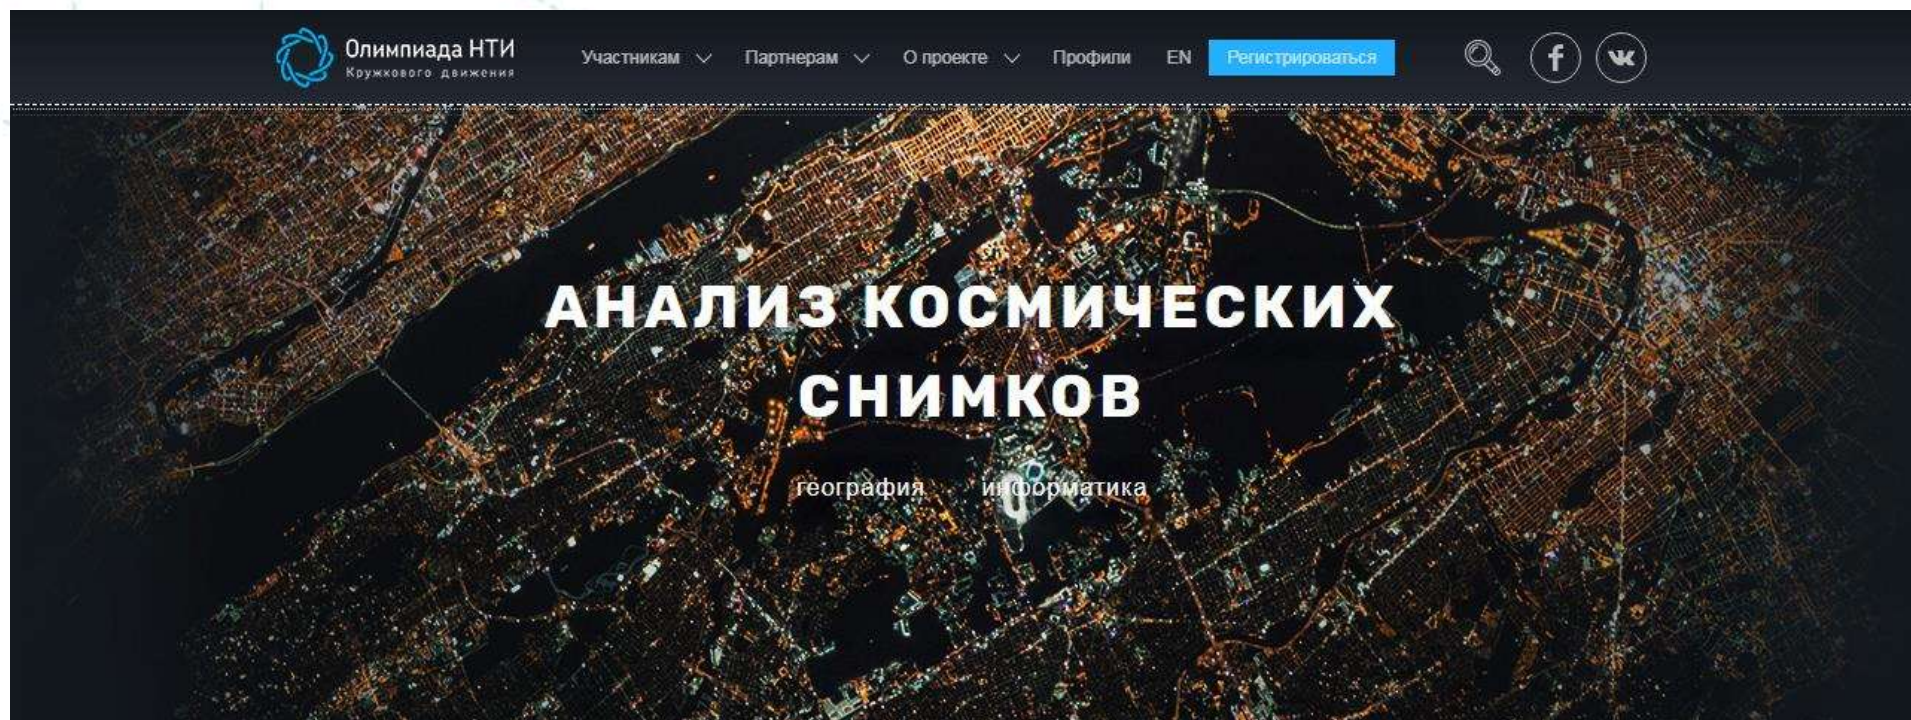 Олимпиада НТИ
Кружкового движения
Участникам Партнерам О проекте Профили EN Регистрироваться
АНАЛИЗ КОСМИЧЕСКИХ
СНИМКОВ
география информатика